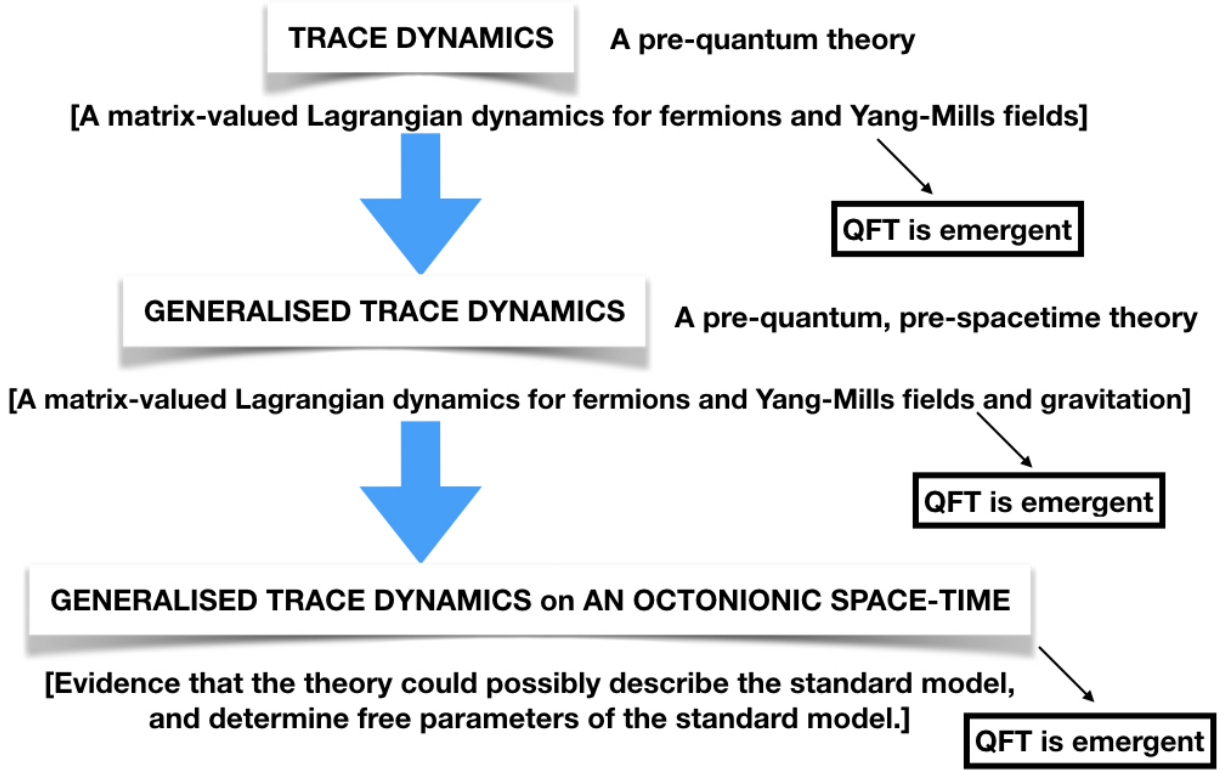 TRACE DYNAMICS
A pre-quantum theory
[A matrix-valued Lagrangian dynamics for fermions and Yang-Mills fields]
QFT is emergent
GENERALISED TRACE DYNAMICS
A pre-quantum, pre-spacetime theory
[A matrix-valued Lagrangian dynamics for fermions and Yang-Mills fields and gravitation]
QFT is emergent
GENERALISED TRACE DYNAMICS on AN OCTONIONIC SPACE-TIME
[Evidence that the theory could possibly describe the standard model,
and determine free parameters of the standard model.]
QFT is emergent